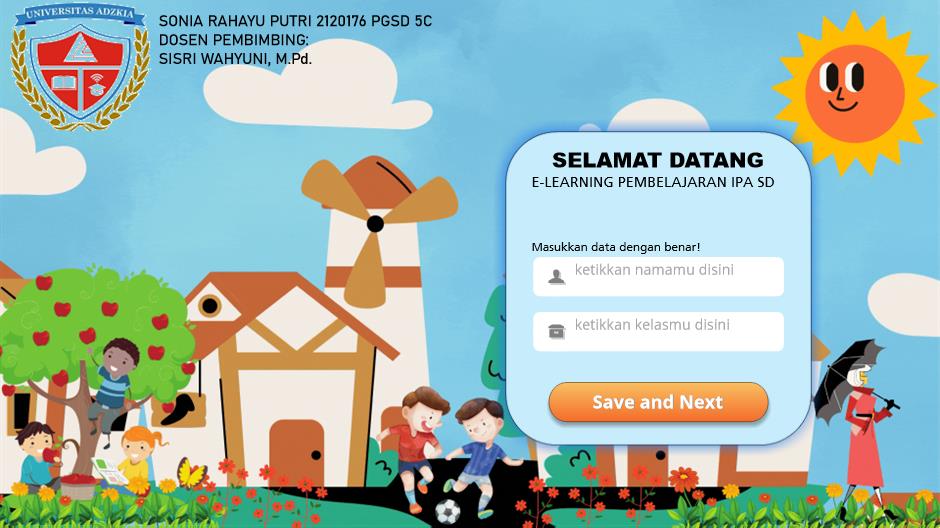 UNIVERSITAS ADZKIA
SONIA RAHAYU PUTRI 2120176 PGSD 5C
DOSEN PEMBIMBING:
SISRI WAHYUNI, M.Pd.
SELAMAT DATANG
E-LEARNING PEMBELAJARAN IPA SD
Masukkan data dengan benar!
ketikkan namamu disini
ketikkan kelasmu disini
Save and Next